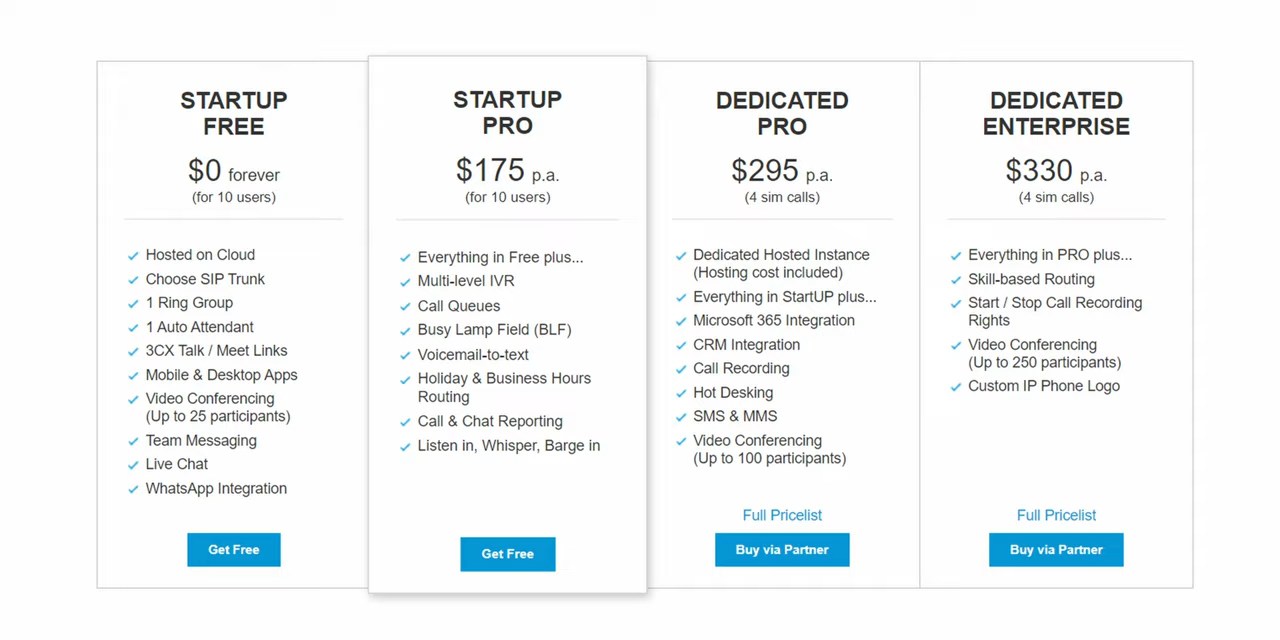 STARTUP
FREE
$0 forever
(for 10 users)
Hosted on Cloud
Choose SIP Trunk
1 Ring Group
1 Auto Attendant
3CX Talk / Meet Links
Mobile & Desktop Apps
Video Conferencing
(Up to 25 participants)
Team Messaging
Live Chat
WhatsApp Integration
Get Free
STARTUP
PRO
$175 p.a.
(for 10 users)
Everything in Free plus...
Multi-level IVR
Call Queues
Busy Lamp Field (BLF)
Voicemail-to-text
Holiday & Business Hours
Routing
Call & Chat Reporting
Listen in, Whisper, Barge in
Get Free
DEDICATED
PRO
$295 p.a.
(4 sim calls)
Dedicated Hosted Instance
(Hosting cost included)
Everything in StartUP plus...
Microsoft 365 Integration
CRM Integration
Call Recording
Hot Desking
SMS & MMS
Video Conferencing
(Up to 100 participants)
Full Pricelist
Buy via Partner
DEDICATED
ENTERPRISE
$330 p.a.
(4 sim calls)
Everything in PRO plus...
Skill-based Routing
Start / Stop Call Recording
Rights
Video Conferencing
(Up to 250 participants)
Custom IP Phone Logo
Full Pricelist
Buy via Partner